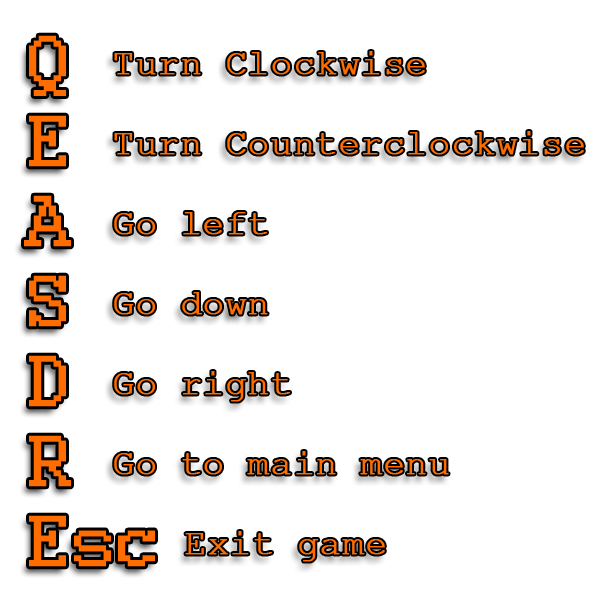 Q Turn Clockwise
E Turn Counterclockwise
A Go left
S Go down
D Go right
R Go to main menu
Esc Exit game